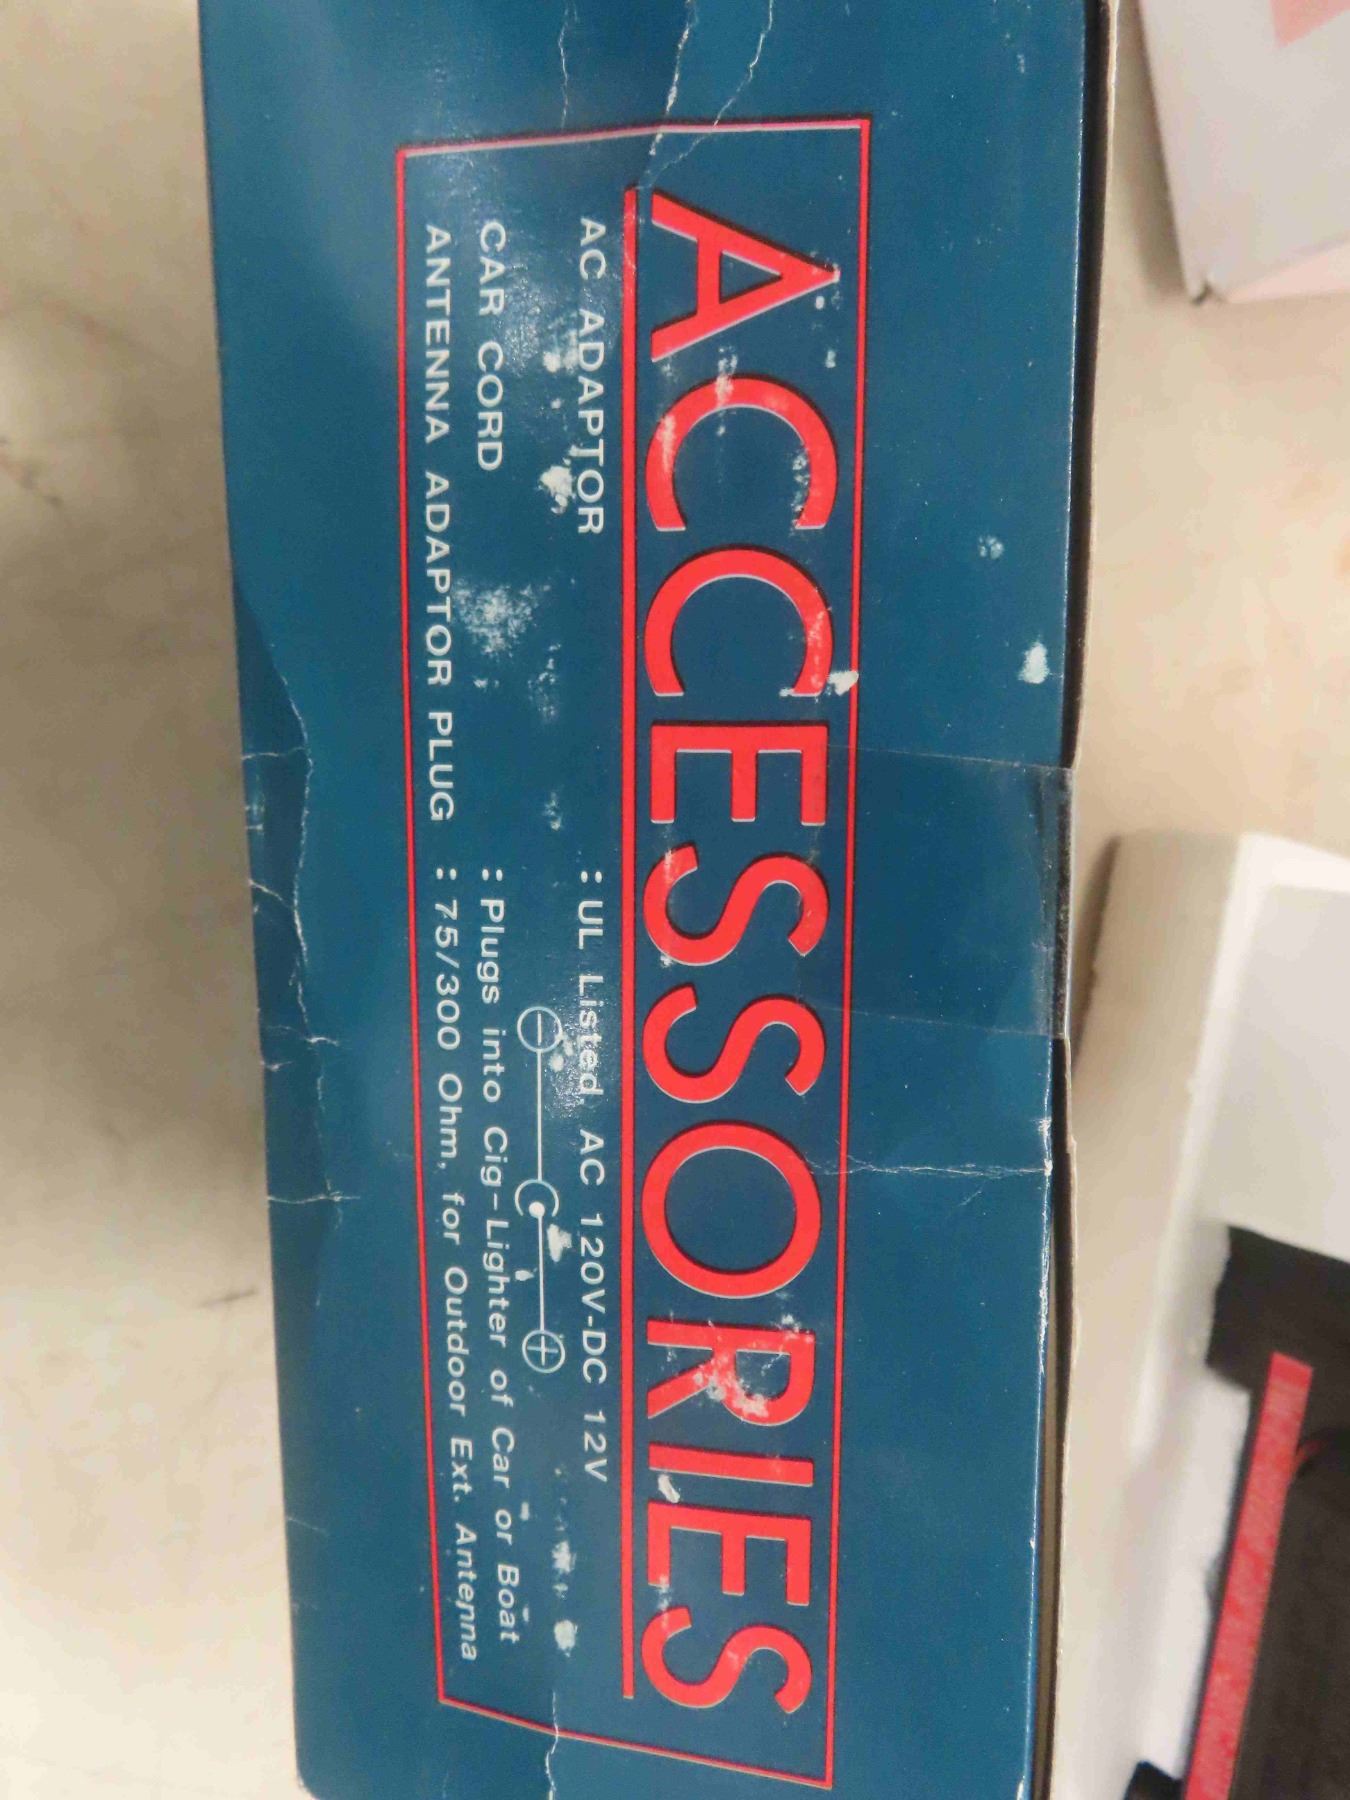 ACCESSORIES
AC ADAPTOR : UL Listed, AC 120V-DC 12V
CAR CORD : Plugs into Cig-Lighter of Car or Boat
ANTENNA ADAPTOR PLUG : 75/300 Ohm, for Outdoor Ext. Antenna